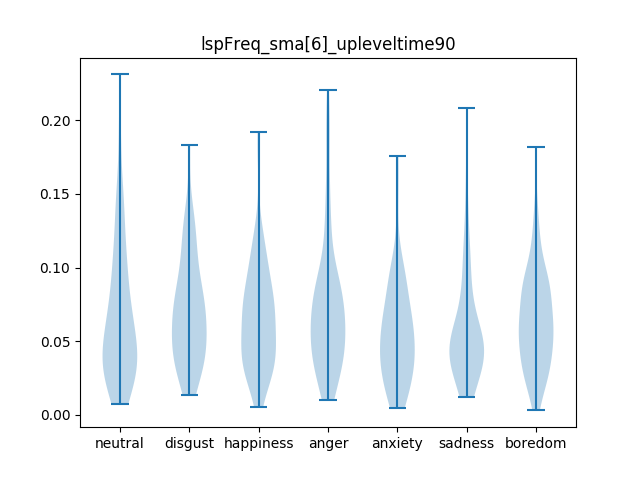 lspFreq_sma[6]_upleveltime90
0.20
0.15
0.10
0.05
0.00
neutral disgust happiness anger anxiety sadness boredom